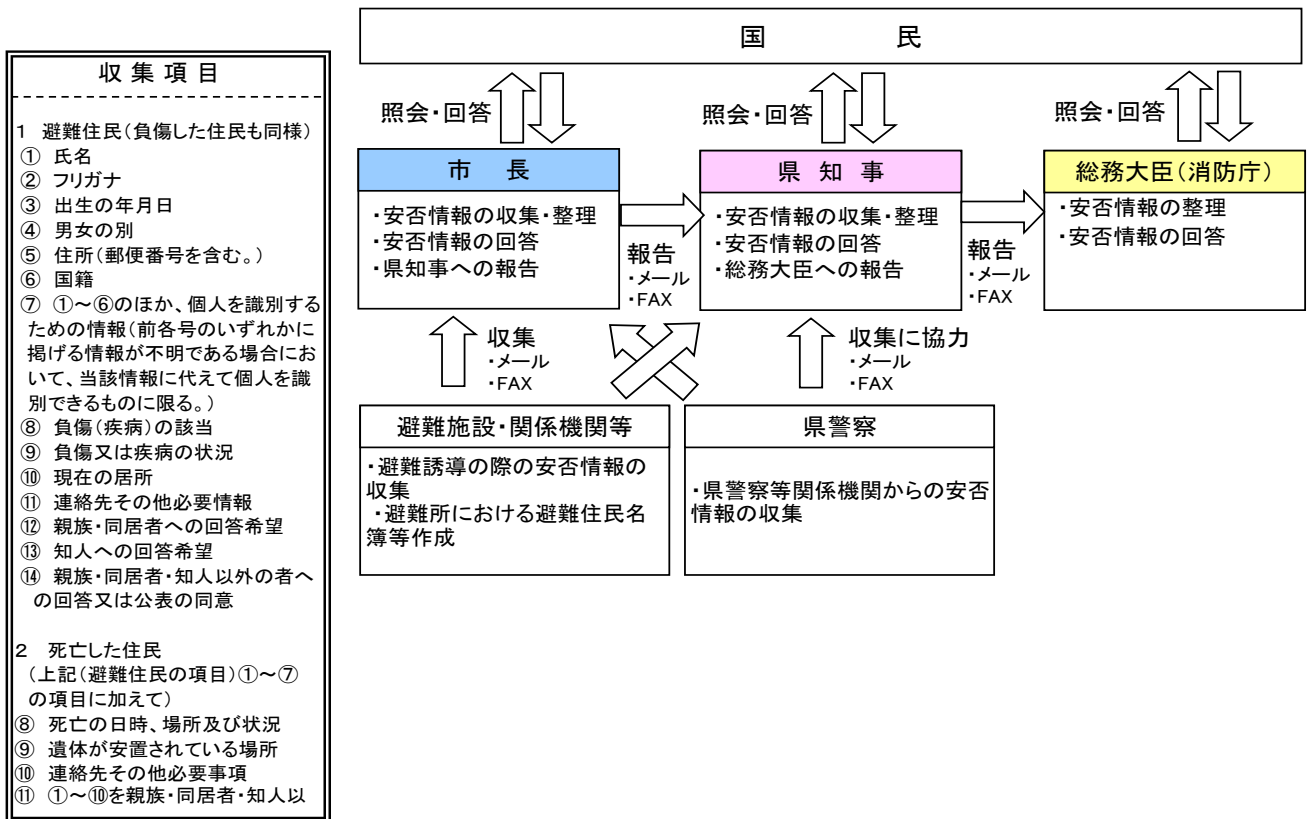 収集項目
1 避難住民(負傷した住民も同様)
① 氏名
② フリガナ
③ 出生の年月日
④ 男女の別
⑤ 住所(郵便番号を含む。)
⑥ 国籍
⑦ ①~⑥のほか、個人を識別する
ための情報(前各号のいずれかに
掲げる情報が不明である場合にお
いて、当該情報に代えて個人を識
別できるものに限る。)
⑧ 負傷(疾病)の該当
⑨ 負傷又は疾病の状況
⑩ 現在の居所
⑪ 連絡先その他必要情報
⑫ 親族・同居者への回答希望
⑬ 知人への回答希望
⑭ 親族・同居者・知人以外の者へ
の回答又は公表の同意
2 死亡した住民
(上記(避難住民の項目)①~⑦
の項目に加えて)
⑧ 死亡の日時、場所及び状況
⑨ 遺体が安置されている場所
⑩ 連絡先その他必要事項
⑪ ①~⑩を親族・同居者・知人以
国 民
照会・回答
照会・回答
照会・回答
市 長
・安否情報の収集・整理
・安否情報の回答
・県知事への報告
報告
・メール
・FAX
県 知 事
・安否情報の収集・整理
・安否情報の回答
・総務大臣への報告
報告
・メール
・FAX
総務大臣(消防庁)
・安否情報の整理
・安否情報の回答
収集
・メール
・FAX
収集に協力
・メール
・FAX
避難施設・関係機関等
・避難誘導の際の安否情報の
収集
・避難所における避難住民名
簿等作成
県警察
・県警察等関係機関からの安否
情報の収集